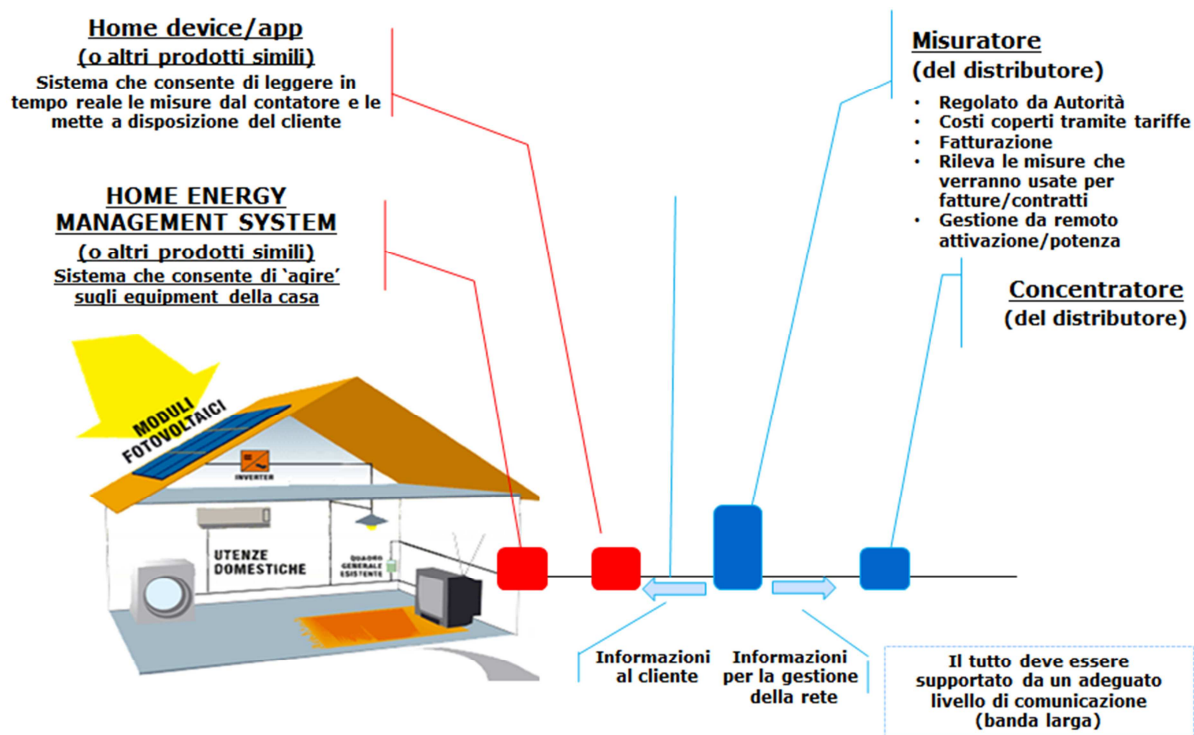 Home device/app
(o altri prodotti simili)
Sistema che consente di leggere in
tempo reale le misure dal contatore e le
mette a disposizione del cliente
HOME ENERGY
MANAGEMENT SYSTEM
(o altri prodotti simili)
Sistema che consente di ‘agire’
sugli equipment della casa
Misuratore
(del distributore)
• Regolato da Autorità
• Costi coperti tramite tariffe
• Fatturazione
• Rileva le misure che
verranno usate per
fatture/contratti
• Gestione da remoto
attivazione/potenza
Concentratore
(del distributore)
MODULI
FOTOVOLTAICI
INVERTER
UTENZE
DOMESTICHE
QUADRO
GENERALE
ESISTENTE
Informazioni
al cliente
Informazioni
per la gestione
della rete
Il tutto deve essere
supportato da un adeguato
livello di comunicazione
(banda larga)